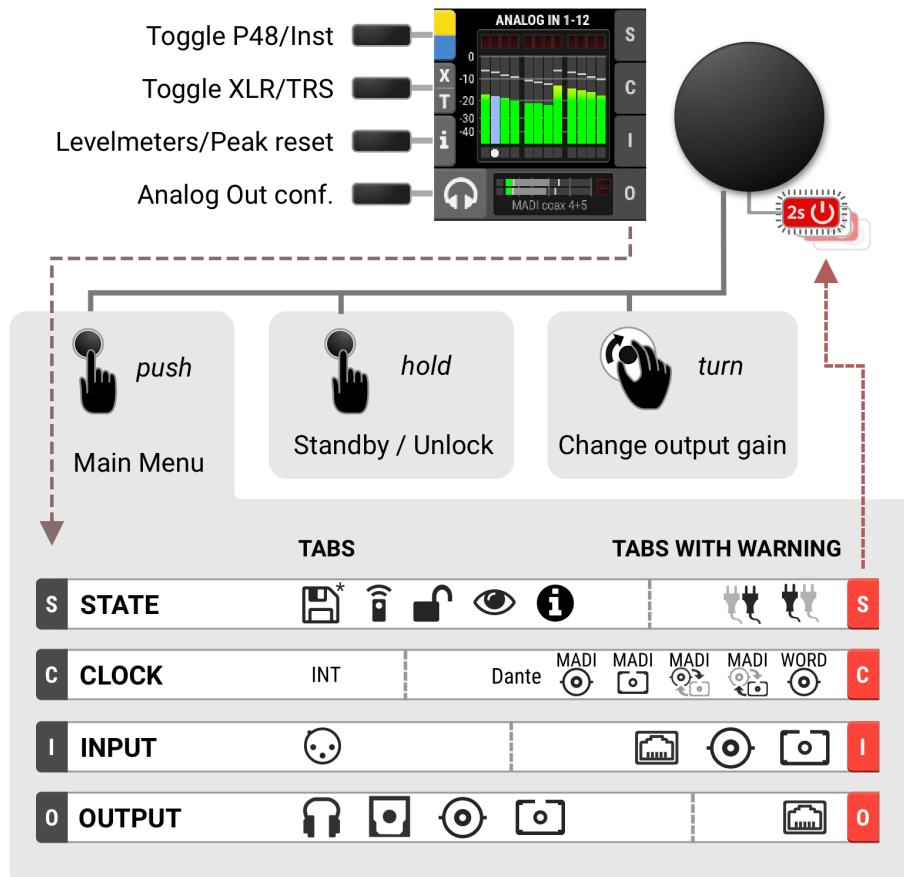 Toggle P48/Inst
Toggle XLR/TRS
Levelmeters/Peak reset
Analog Out conf.
ANALOG IN 1-12
0
-10
-20
-30
-40
X
T
i
S
C
I
O
MADI coax 4+5
2s
push
Main Menu
hold
Standby / Unlock
turn
Change output gain
TABS
TABS WITH WARNING
S STATE * i S
C CLOCK INT Dante MADI MADI MADI MADI WORD C
I INPUT I
O OUTPUT O